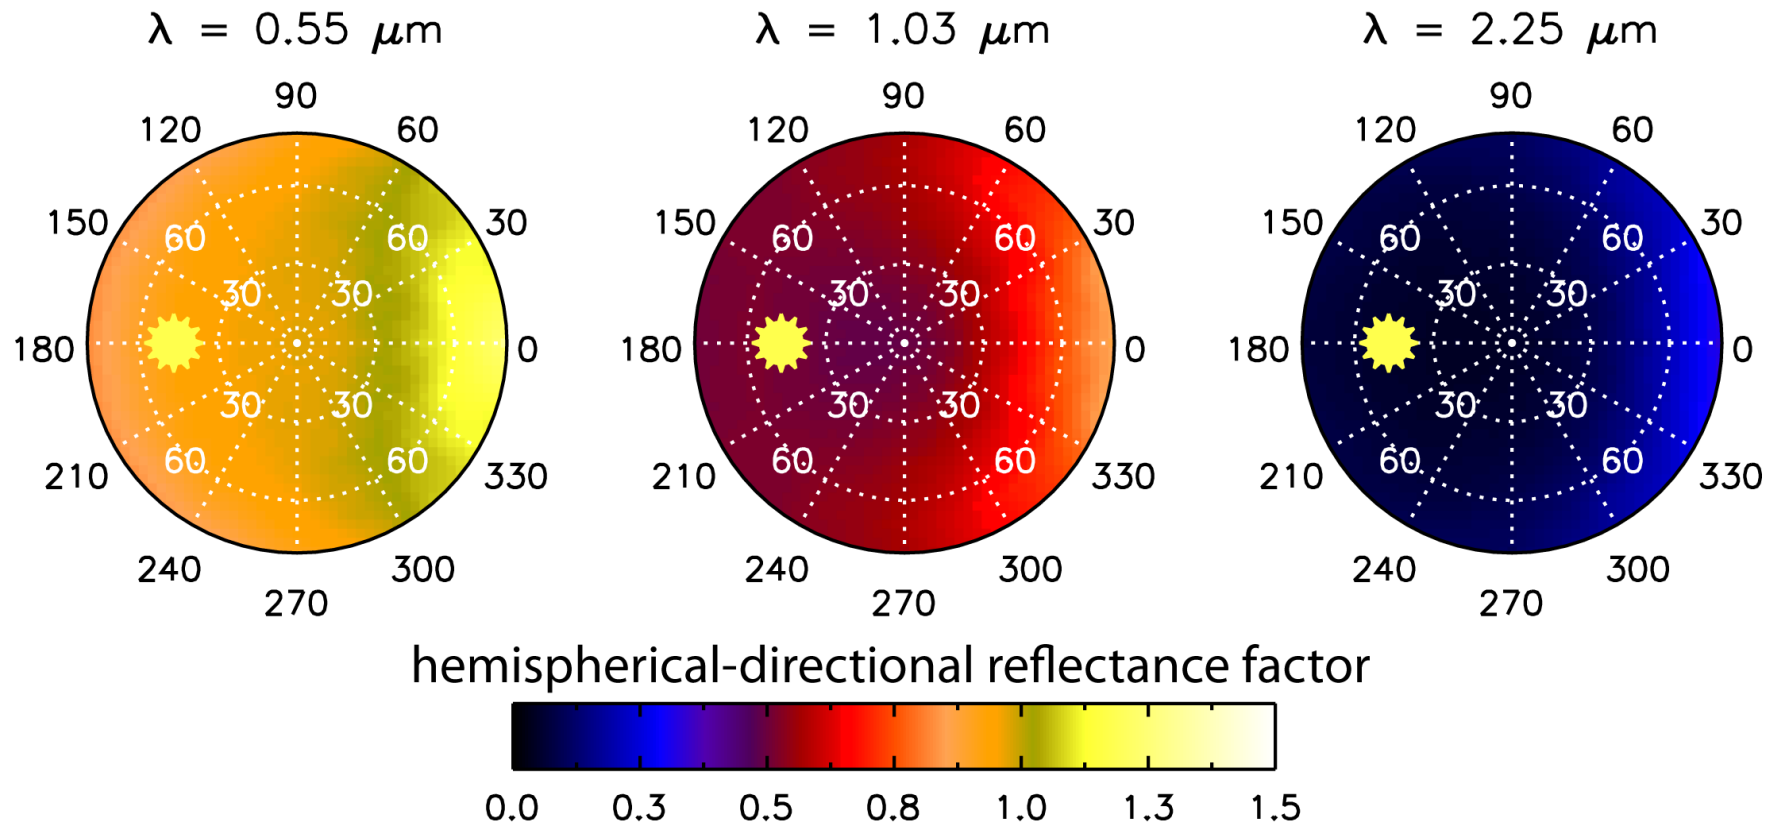 λ = 0.55 μm λ = 1.03 μm λ = 2.25 μm
90 90 90
120 60 120 60 120 60
150 30 150 30 150 30
60 60 60 60 60 60
30 30 30 30 30 30
180 0 180 0 180 0
30 30 30 30 30 30
60 60 60 60 60 60
210 330 210 330 210 330
240 300 240 300 240 300
270 270 270
hemispherical-directional reflectance factor
0.0 0.3 0.5 0.8 1.0 1.3 1.5